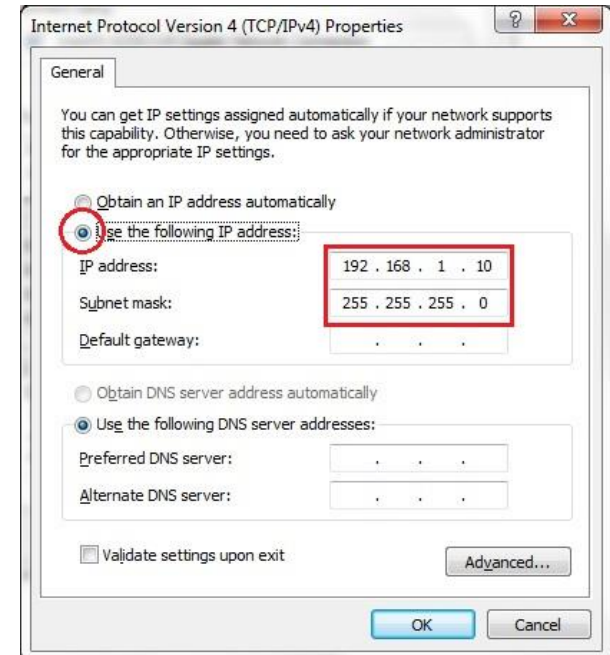 Internet Protocol Version 4 (TCP/IPv4) Properties
General
You can get IP settings assigned automatically if your network supports
this capability. Otherwise, you need to ask your network administrator
for the appropriate IP settings.
Obtain an IP address automatically
Use the following IP address:
IP address: 192 . 168 . 1 . 10
Subnet mask: 255 . 255 . 255 . 0
Default gateway: . . .
Obtain DNS server address automatically
Use the following DNS server addresses:
Preferred DNS server: . . .
Alternate DNS server: . . .
Validate settings upon exit
Advanced...
OK Cancel